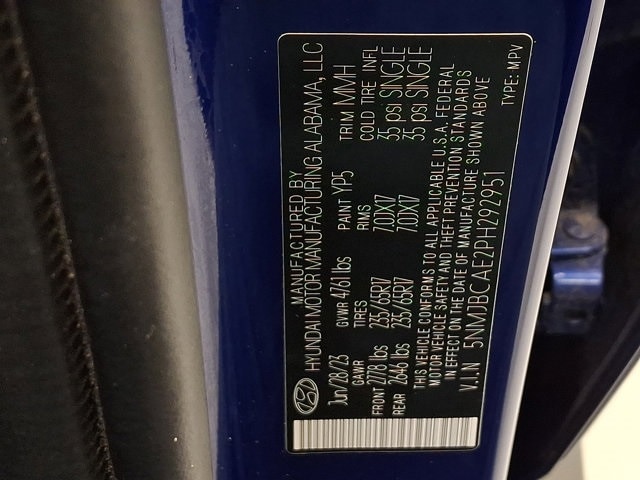 MANUFACTURED BY
HYUNDAI MOTOR MANUFACTURING ALABAMA, LLC
Jun/28/23 GVWR 4761 lbs PAINT YP5 TRIM MMH
GAWR TIRES RIMS COLD TIRE INFL
FRONT 2778 lbs 235/65R17 7.0JX17 35 psi SINGLE
REAR 2646 lbs 235/65R17 7.0JX17 35 psi SINGLE
THIS VEHICLE CONFORMS TO ALL APPLICABLE U.S.A. FEDERAL
MOTOR VEHICLE SAFETY AND THEFT PREVENTION STANDARDS
IN EFFECT ON THE DATE OF MANUFACTURE SHOWN ABOVE
V.I.N 5NMJBCAE2PH292951
TYPE: MPV